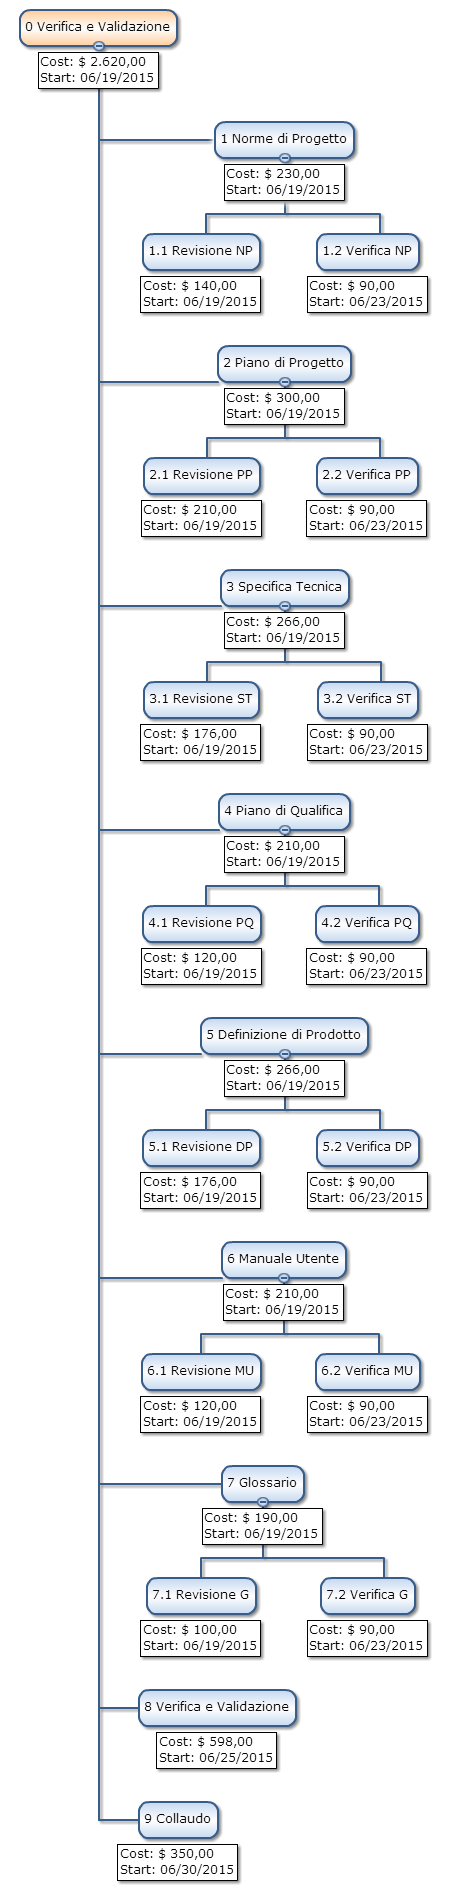 0 Verifica e Validazione
Cost: $ 2.620,00
Start: 06/19/2015
1 Norme di Progetto
Cost: $ 230,00
Start: 06/19/2015
1.1 Revisione NP
Cost: $ 140,00
Start: 06/19/2015
1.2 Verifica NP
Cost: $ 90,00
Start: 06/23/2015
2 Piano di Progetto
Cost: $ 300,00
Start: 06/19/2015
2.1 Revisione PP
Cost: $ 210,00
Start: 06/19/2015
2.2 Verifica PP
Cost: $ 90,00
Start: 06/23/2015
3 Specifica Tecnica
Cost: $ 266,00
Start: 06/19/2015
3.1 Revisione ST
Cost: $ 176,00
Start: 06/19/2015
3.2 Verifica ST
Cost: $ 90,00
Start: 06/23/2015
4 Piano di Qualifica
Cost: $ 210,00
Start: 06/19/2015
4.1 Revisione PQ
Cost: $ 120,00
Start: 06/19/2015
4.2 Verifica PQ
Cost: $ 90,00
Start: 06/23/2015
5 Definizione di Prodotto
Cost: $ 266,00
Start: 06/19/2015
5.1 Revisione DP
Cost: $ 176,00
Start: 06/19/2015
5.2 Verifica DP
Cost: $ 90,00
Start: 06/23/2015
6 Manuale Utente
Cost: $ 210,00
Start: 06/19/2015
6.1 Revisione MU
Cost: $ 120,00
Start: 06/19/2015
6.2 Verifica MU
Cost: $ 90,00
Start: 06/23/2015
7 Glossario
Cost: $ 190,00
Start: 06/19/2015
7.1 Revisione G
Cost: $ 100,00
Start: 06/19/2015
7.2 Verifica G
Cost: $ 90,00
Start: 06/23/2015
8 Verifica e Validazione
Cost: $ 598,00
Start: 06/25/2015
9 Collaudo
Cost: $ 350,00
Start: 06/30/2015